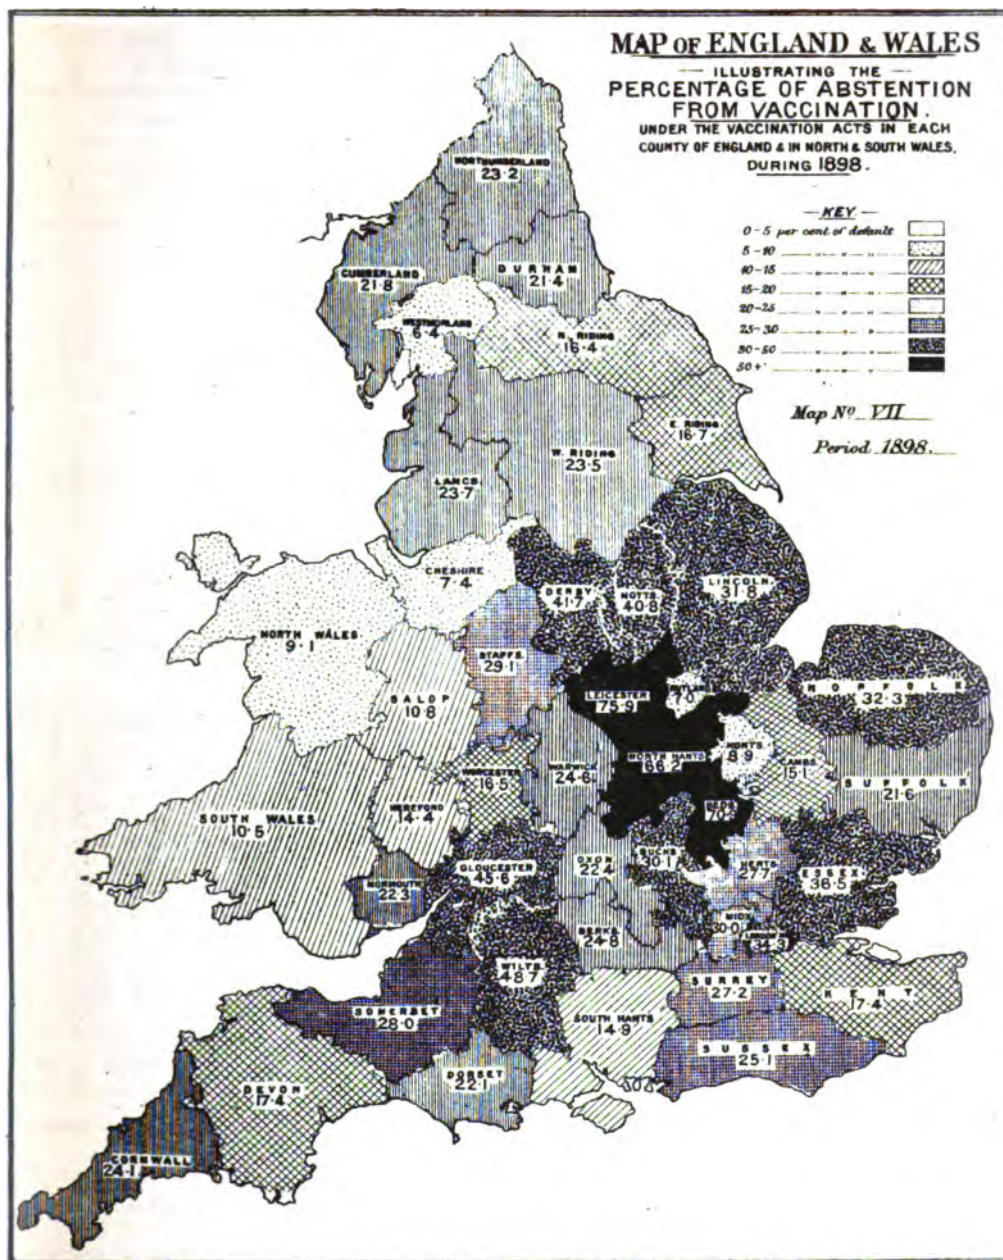 MAP OF ENGLAND & WALES
— ILLUSTRATING THE —
PERCENTAGE OF ABSTENTION
FROM VACCINATION.
UNDER THE VACCINATION ACTS IN EACH
COUNTY OF ENGLAND & IN NORTH & SOUTH WALES,
DURING 1898.
— KEY —
0-5 per cent of default
5-10 „ „ „
10-15 „ „ „
15-20 „ „ „
20-25 „ „ „
25-30 „ „ „
30-50 „ „ „
50+ „ „ „
Map No VII
Period 1898.
NORTHUMBERLAND
23·2
CUMBERLAND
21·8
DURHAM
21·4
WESTMORLAND
6·4
N. RIDING
16·4
E. RIDING
16·7
W. RIDING
23·5
LANCS.
23·7
CHESHIRE
7·4
DERBY
41·7
NOTTS
40·8
LINCOLN
31·8
NORTH WALES
9·1
STAFFS.
29·1
SALOP
10·8
LEICESTER
75·9
7·0
NORFOLK
32·3
NORTH HANTS
66·2
HUNTS
8·9
CAMBS.
15·1
SUFFOLK
21·6
WARWICK
24·6
WORCESTER
16·5
HEREFORD
14·4
SOUTH WALES
10·5
BEDS
MONMOUTH
22·3
GLOUCESTER
45·8
OXON
22·4
BUCKS
30·1
HERTS
27·7
ESSEX
36·5
MIDX
30·0
LONDON
34·3
BERKS.
24·8
WILTS.
48·7
SURREY
27·2
KENT
17·4
SOMERSET
28·0
SOUTH HANTS
14·9
SUSSEX
25·1
DORSET
22·1
DEVON
17·4
CORNWALL
24·1